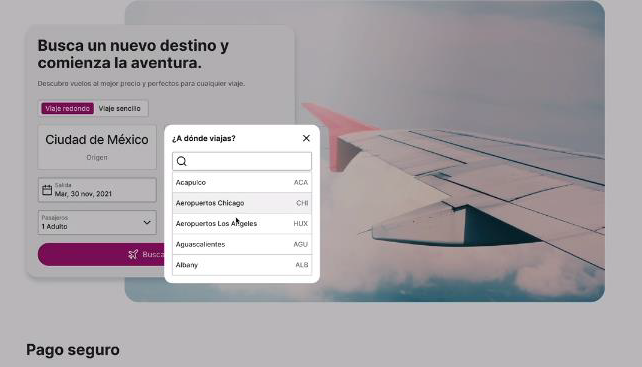 Busca un nuevo destino y
comienza la aventura.
Descubre vuelos al mejor precio y perfectos para cualquier viaje.
Viaje redondo Viaje sencillo
Ciudad de México
Origen
Salida
Mar, 30 nov, 2021
Pasajeros
1 Adulto
Busca
¿A dónde viajas?
Acapulco ACA
Aeropuertos Chicago CHI
Aeropuertos Los Angeles HUX
Aguascalientes AGU
Albany ALB
Pago seguro